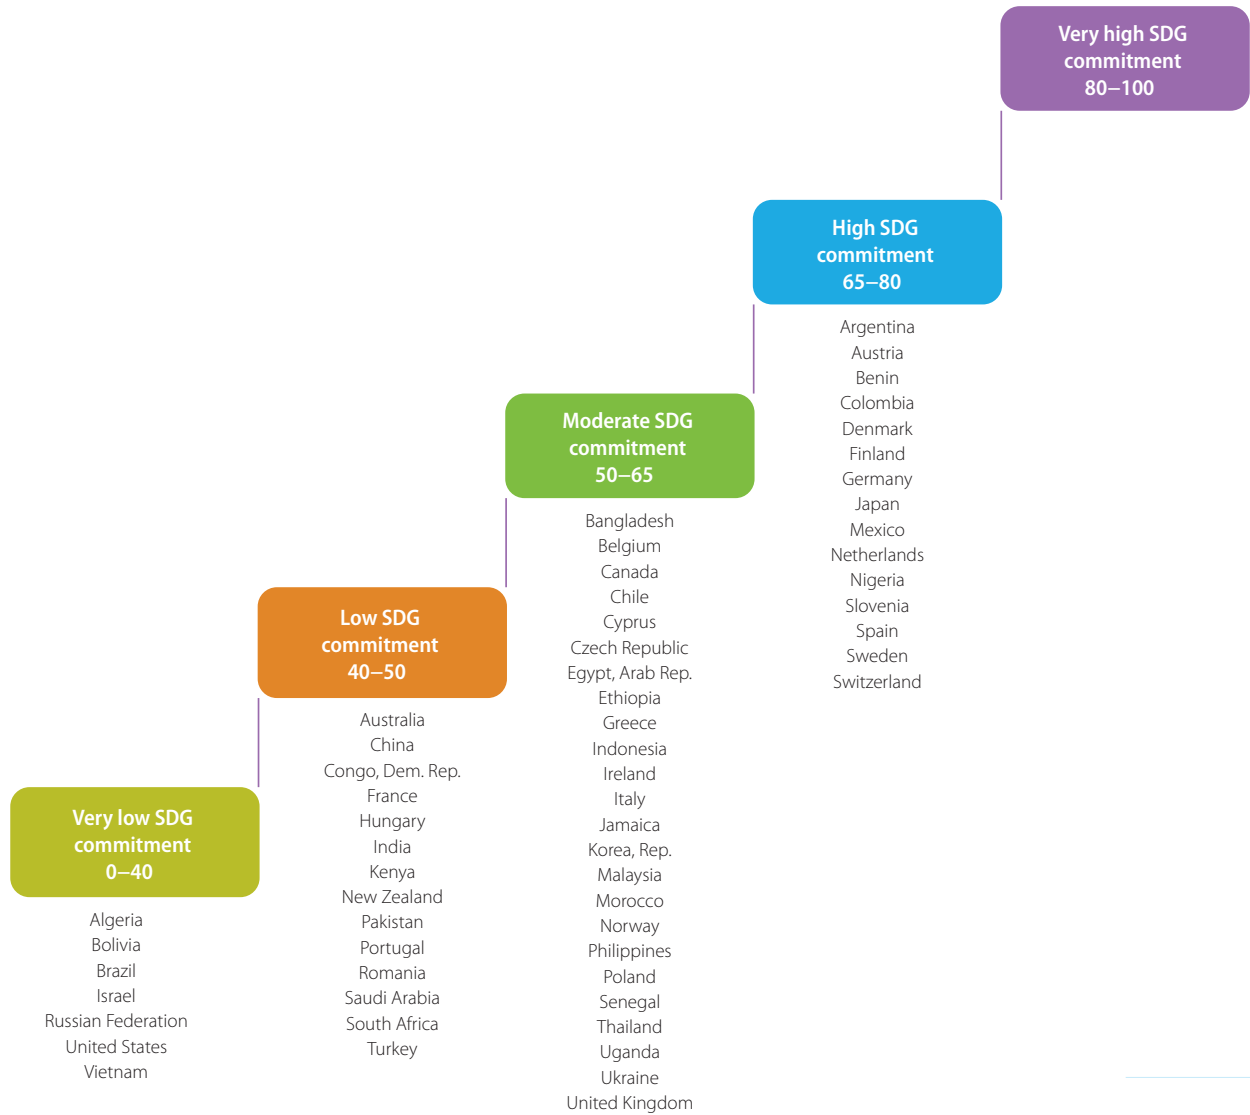 Very high SDG
commitment
80–100
High SDG
commitment
65–80
Argentina
Austria
Benin
Colombia
Denmark
Finland
Germany
Japan
Mexico
Netherlands
Nigeria
Slovenia
Spain
Sweden
Switzerland
Moderate SDG
commitment
50–65
Bangladesh
Belgium
Canada
Chile
Cyprus
Czech Republic
Egypt, Arab Rep.
Ethiopia
Greece
Indonesia
Ireland
Italy
Jamaica
Korea, Rep.
Malaysia
Morocco
Norway
Philippines
Poland
Senegal
Thailand
Uganda
Ukraine
United Kingdom
Low SDG
commitment
40–50
Australia
China
Congo, Dem. Rep.
France
Hungary
India
Kenya
New Zealand
Pakistan
Portugal
Romania
Saudi Arabia
South Africa
Turkey
Very low SDG
commitment
0–40
Algeria
Bolivia
Brazil
Israel
Russian Federation
United States
Vietnam